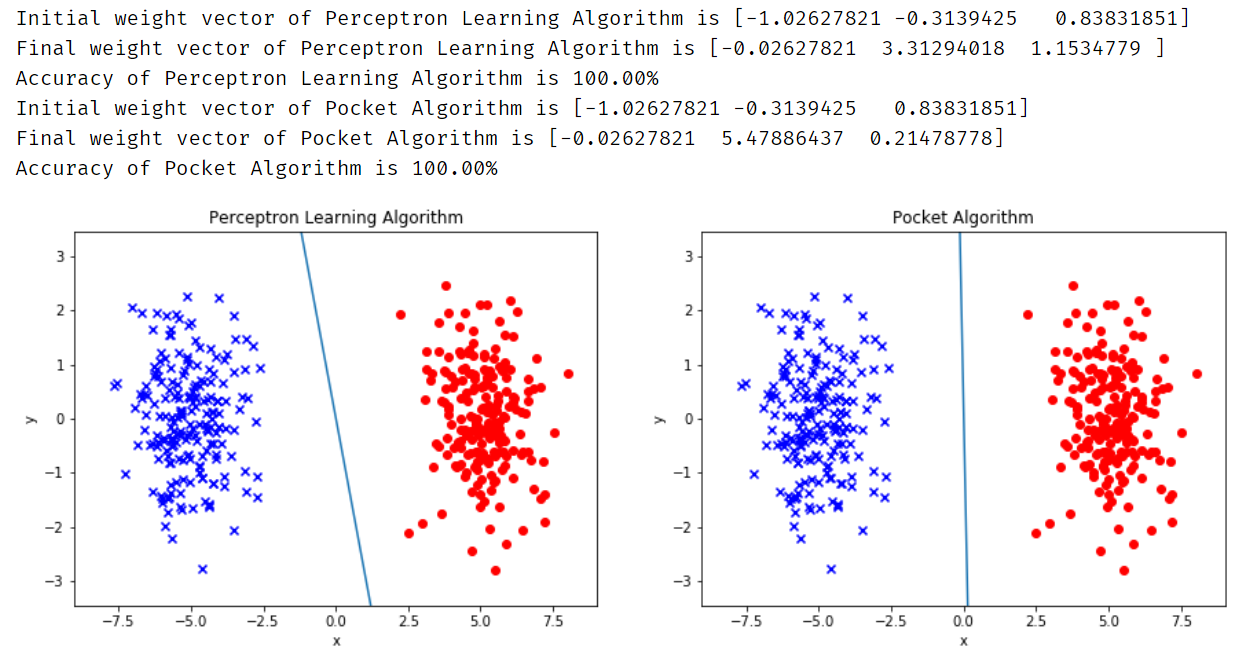 Initial weight vector of Perceptron Learning Algorithm is [-1.02627821 -0.3139425   0.83831851]
Final weight vector of Perceptron Learning Algorithm is [-0.02627821  3.31294018  1.1534779 ]
Accuracy of Perceptron Learning Algorithm is 100.00%
Initial weight vector of Pocket Algorithm is [-1.02627821 -0.3139425   0.83831851]
Final weight vector of Pocket Algorithm is [-0.02627821  5.47886437  0.21478778]
Accuracy of Pocket Algorithm is 100.00%
Perceptron Learning Algorithm
3
2
1
0
−1
−2
−3
y
−7.5 −5.0 −2.5 0.0 2.5 5.0 7.5
x
Pocket Algorithm
3
2
1
0
−1
−2
−3
y
−7.5 −5.0 −2.5 0.0 2.5 5.0 7.5
x